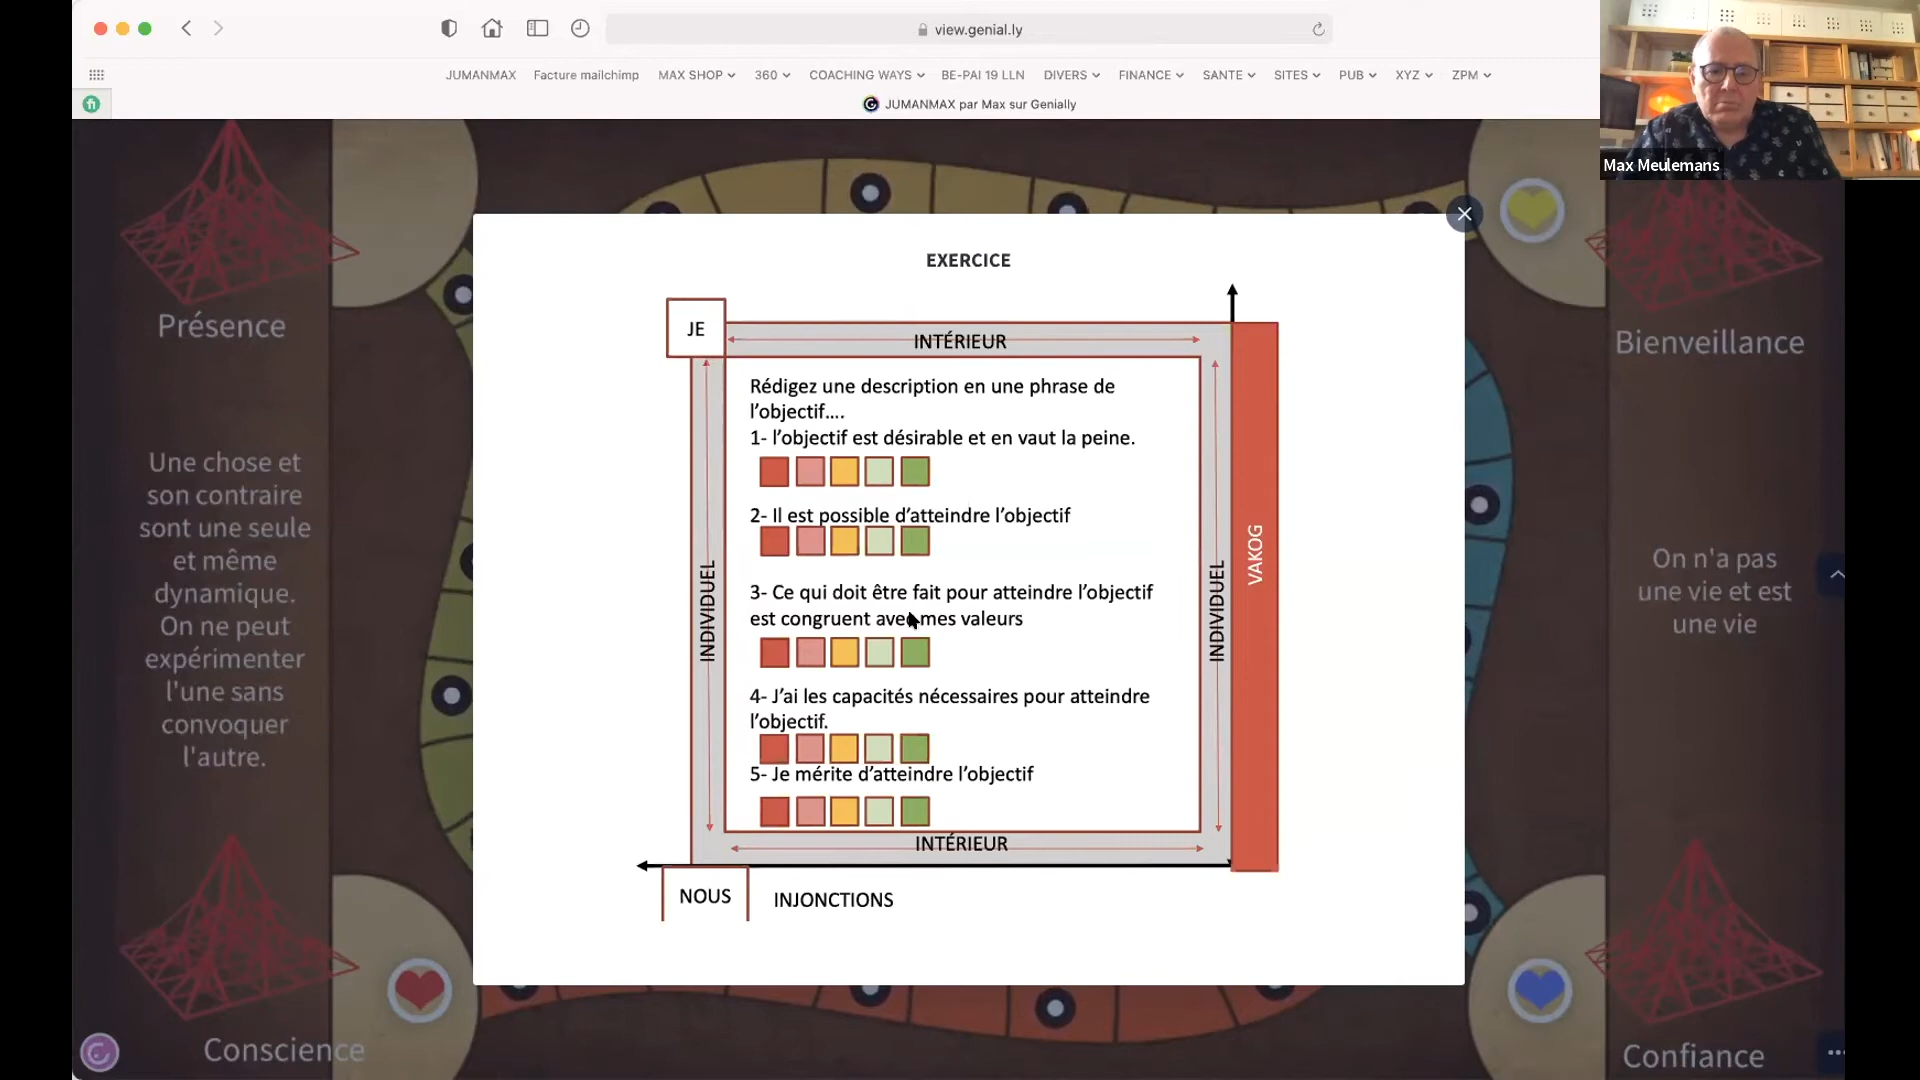 view.genial.ly
JUMANMAX Facture mailchimp MAX SHOP 360 COACHING WAYS BE-PAI 19 LLN DIVERS FINANCE SANTE SITES PUB XYZ ZPM
JUMANMAX par Max sur Genially
Max Meulemans
Présence
Une chose et
son contraire
sont une seule
et même
dynamique.
On ne peut
expérimenter
l'une sans
convoquer
l'autre.
Conscience
EXERCICE
JE
INTÉRIEUR
INDIVIDUEL
Rédigez une description en une phrase de
l’objectif....
1- l’objectif est désirable et en vaut la peine.
2- Il est possible d’atteindre l’objectif
3- Ce qui doit être fait pour atteindre l’objectif
est congruent avec mes valeurs
4- J’ai les capacités nécessaires pour atteindre
l’objectif.
5- Je mérite d’atteindre l’objectif
INDIVIDUEL
VAKOG
INTÉRIEUR
NOUS
INJONCTIONS
Bienveillance
On n'a pas
une vie et est
une vie
Confiance